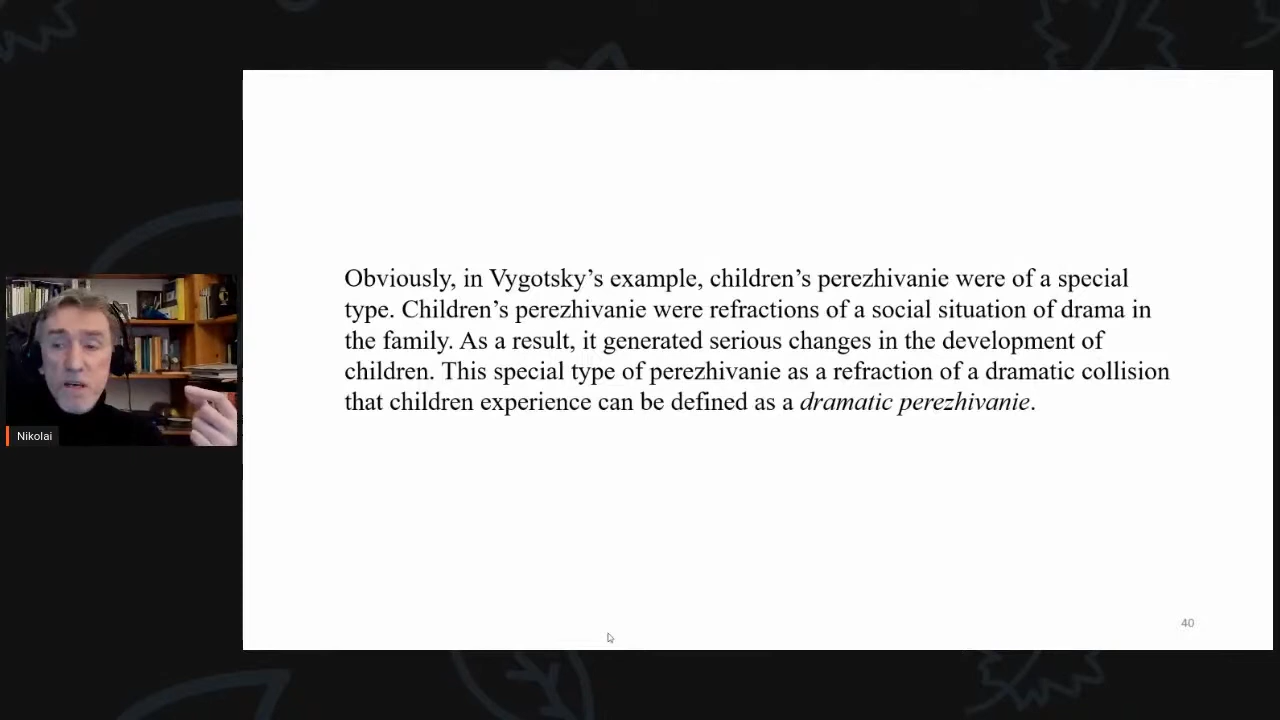 Obviously, in Vygotsky’s example, children’s perezhivanie were of a special
type. Children’s perezhivanie were refractions of a social situation of drama in
the family. As a result, it generated serious changes in the development of
children. This special type of perezhivanie as a refraction of a dramatic collision
that children experience can be defined as a dramatic perezhivanie.
Nikolai
40